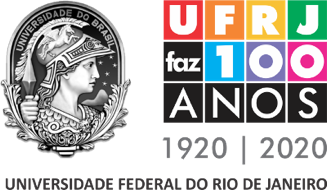 UNIVERSIDADE DO BRASIL
UFRJ
faz 100
ANOS
1920 | 2020
UNIVERSIDADE FEDERAL DO RIO DE JANEIRO